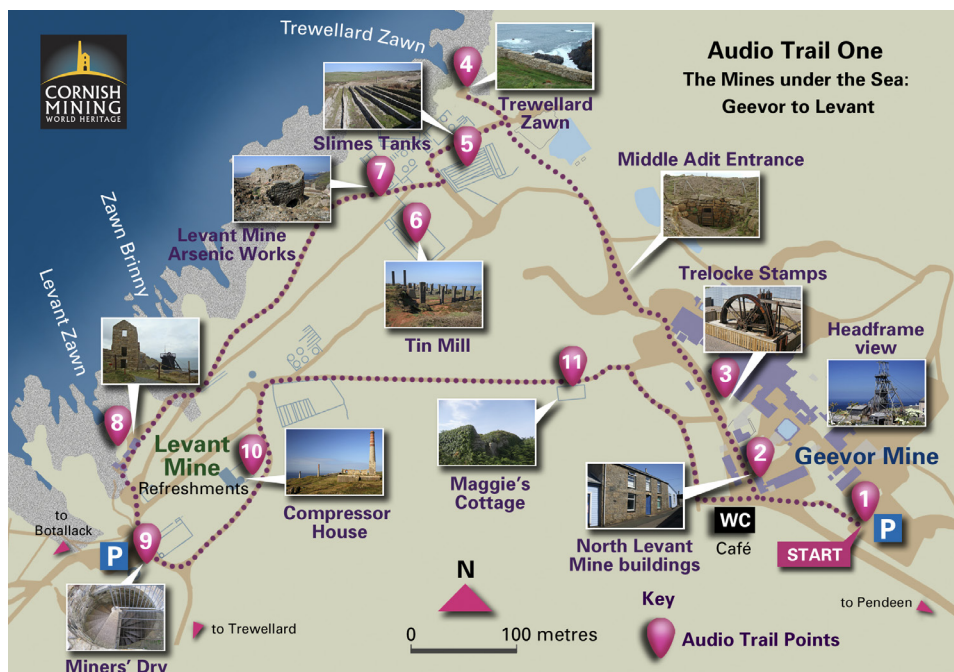 CORNISH
MINING
WORLD HERITAGE
Trewellard Zawn
Audio Trail One
The Mines under the Sea:
Geevor to Levant
4
Trewellard
Zawn
Slimes Tanks
5
7
Levant Mine
Arsenic Works
6
Tin Mill
Middle Adit Entrance
Trelocke Stamps
3
Headframe
view
Zawn Brinny
Levant Zawn
8
Levant
Mine
Refreshments
10
Compressor
House
11
Maggie's
Cottage
2
Geevor Mine
North Levant
Mine buildings
WC
Café
1
P
START
to
Botallack
P
9
Miners' Dry
to Trewellard
N
0 100 metres
Key
Audio Trail Points
to Pendeen